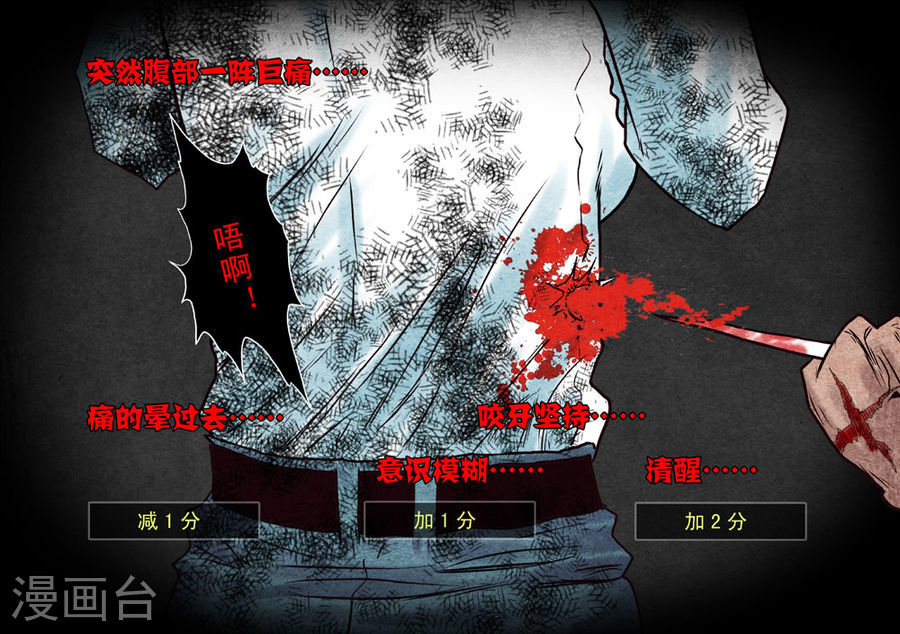 突然腹部一阵巨痛……
唔啊！
痛的晕过去……
咬牙坚持……
意识模糊……
清醒……
减1分
加1分
加2分
漫画台